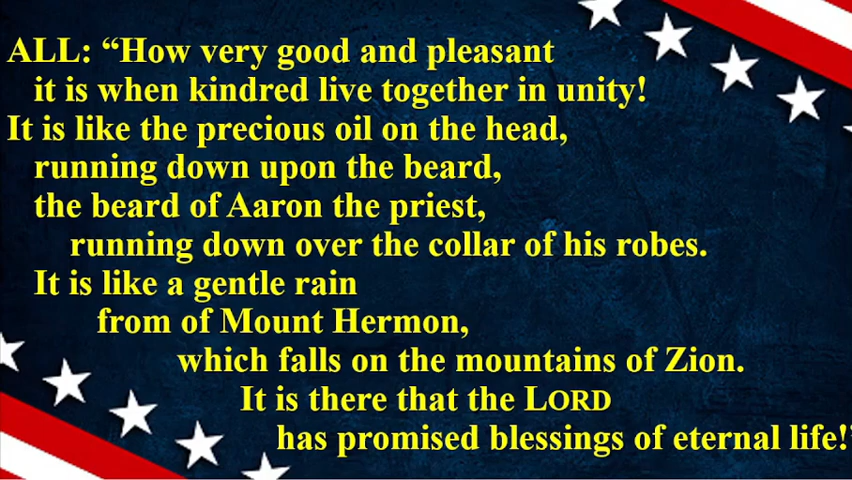 ALL: “How very good and pleasant
it is when kindred live together in unity!
It is like the precious oil on the head,
running down upon the beard,
the beard of Aaron the priest,
running down over the collar of his robes.
It is like a gentle rain
from of Mount Hermon,
which falls on the mountains of Zion.
It is there that the LORD
has promised blessings of eternal life!”